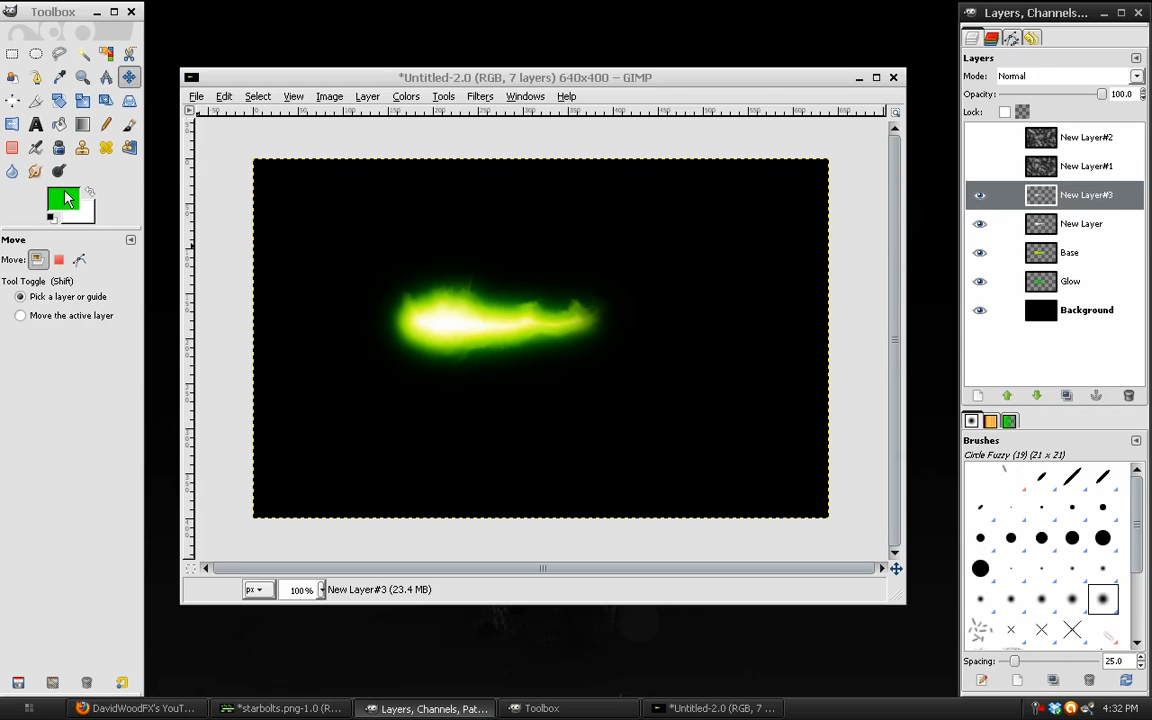 Toolbox
Layers, Channels...
*Untitled-2.0 (RGB, 7 layers) 640x400 – GIMP
File Edit Select View Image Layer Colors Tools Filters Windows Help
Layers
Mode: Normal
Opacity: 100.0
Lock:
New Layer#2
New Layer#1
New Layer#3
New Layer
Base
Glow
Background
Move
Move:
Tool Toggle (Shift)
Pick a layer or guide
Move the active layer
Brushes
Circle Fuzzy (19) (21 x 21)
Spacing: 25.0
px 100% New Layer#3 (23.4 MB)
DavidWoodFX's YouT... *starbolts.png-1.0 (R... Layers, Channels, Pat... Toolbox *Untitled-2.0 (RGB, 7 ... 4:32 PM